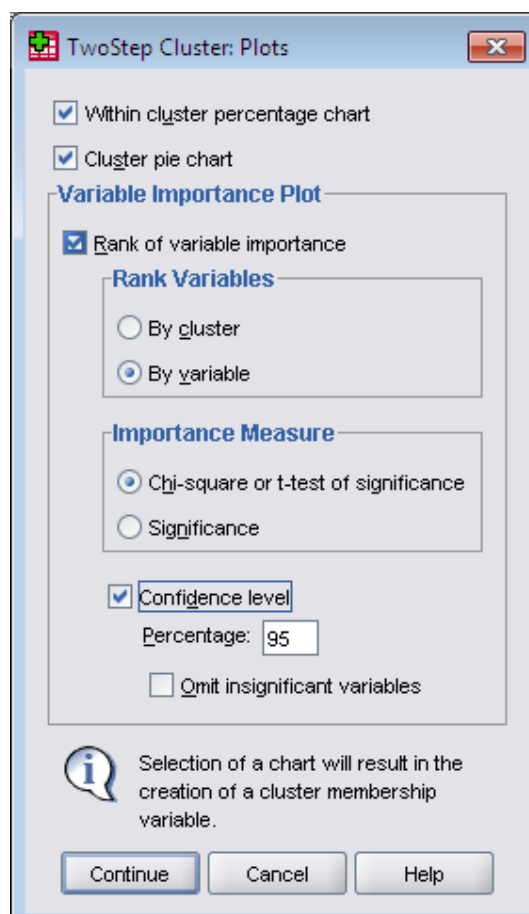 TwoStep Cluster: Plots
Within cluster percentage chart
Cluster pie chart
Variable Importance Plot
Rank of variable importance
Rank Variables
By cluster
By variable
Importance Measure
Chi-square or t-test of significance
Significance
Confidence level
Percentage: 95
Omit insignificant variables
Selection of a chart will result in the
creation of a cluster membership
variable.
Continue Cancel Help